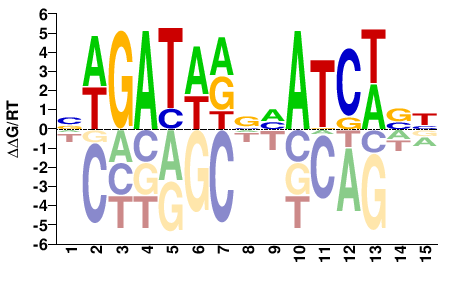 6
5
4
3
2
1
0
-1
-2
-3
-4
-5
-6
ΔΔG/RT
C
A T
G
A
T C
A T
A G T
G
A C
A
T
C G
T A
G C
T
T G
C
A C T
C G T
A G
G
C
T
T
C G T
C
T A
C G
T
A
1 2 3 4 5 6 7 8 9 10 11 12 13 14 15